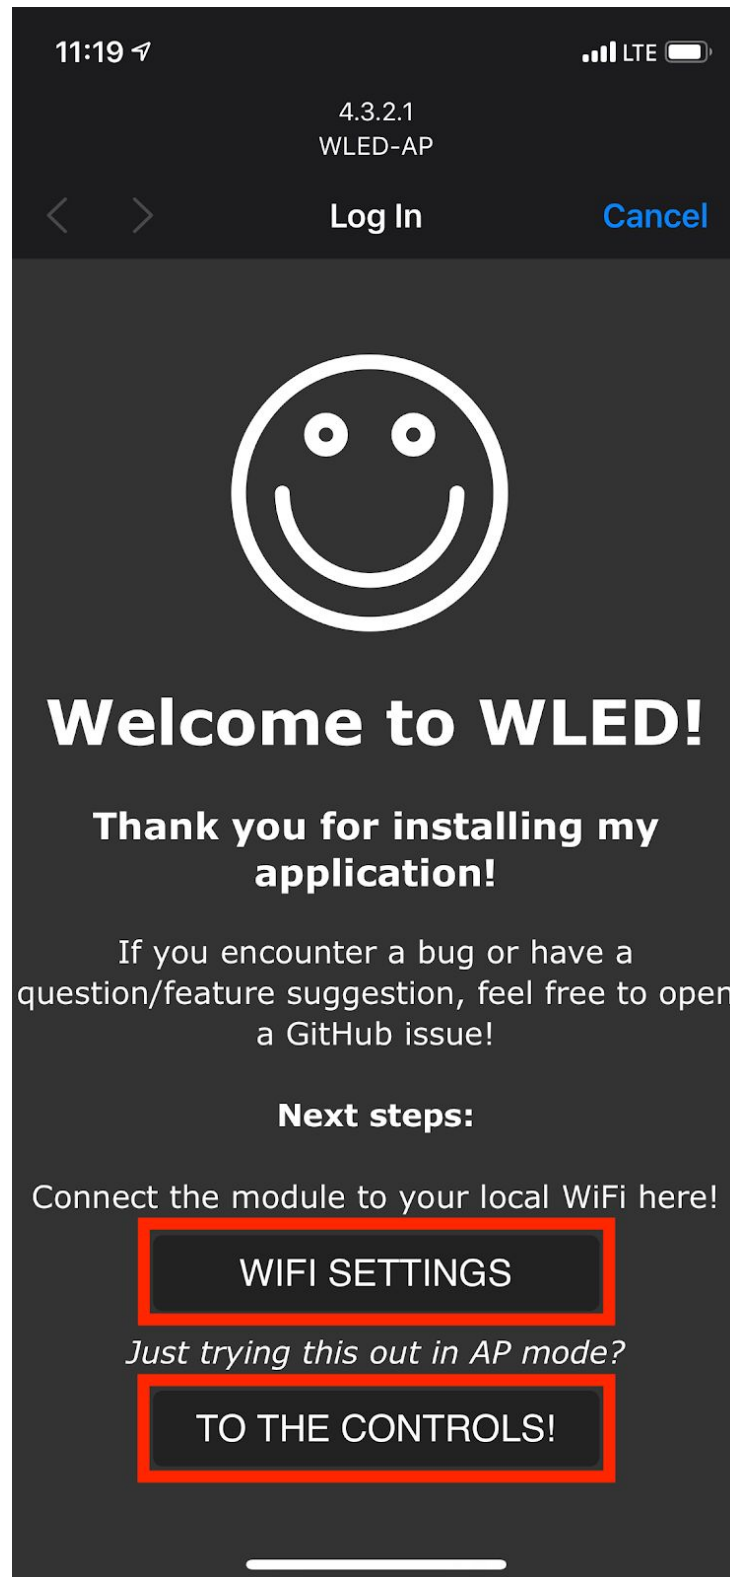 11:19
LTE
4.3.2.1
WLED-AP
Log In
Cancel
Welcome to WLED!
Thank you for installing my
application!
If you encounter a bug or have a
question/feature suggestion, feel free to open
a GitHub issue!
Next steps:
Connect the module to your local WiFi here!
WIFI SETTINGS
Just trying this out in AP mode?
TO THE CONTROLS!